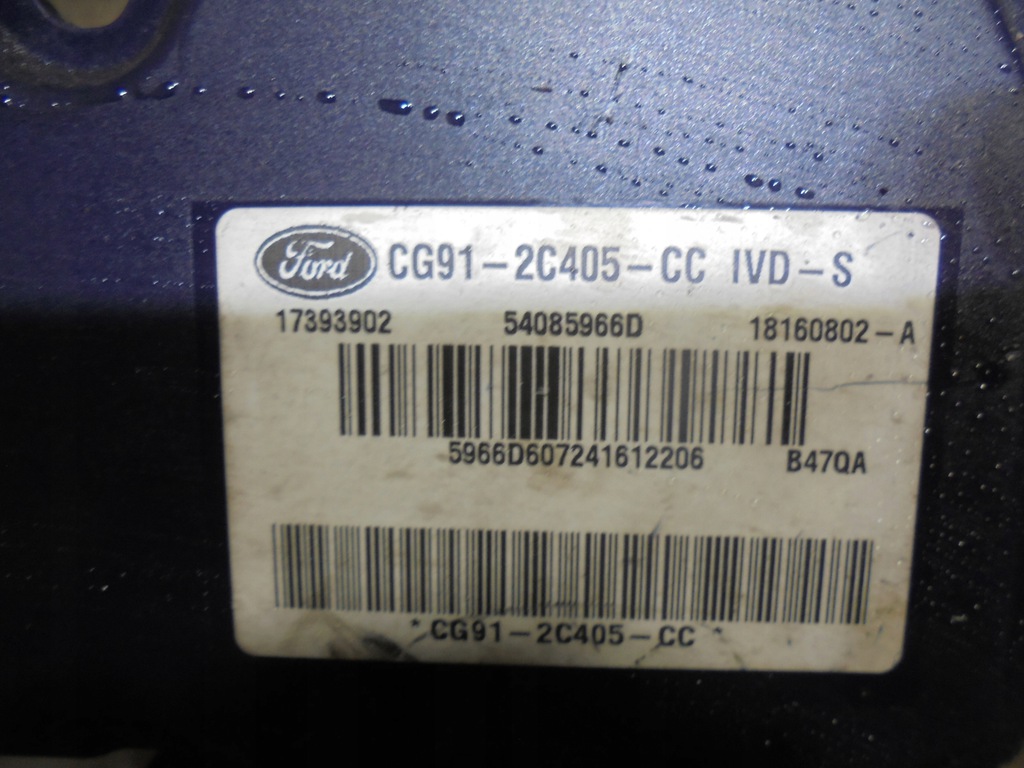 Ford CG91-2C405-CC IVD-S
17393902 54085966D 18160802-A
5966D607241612206 B47QA
*CG91-2C405-CC*